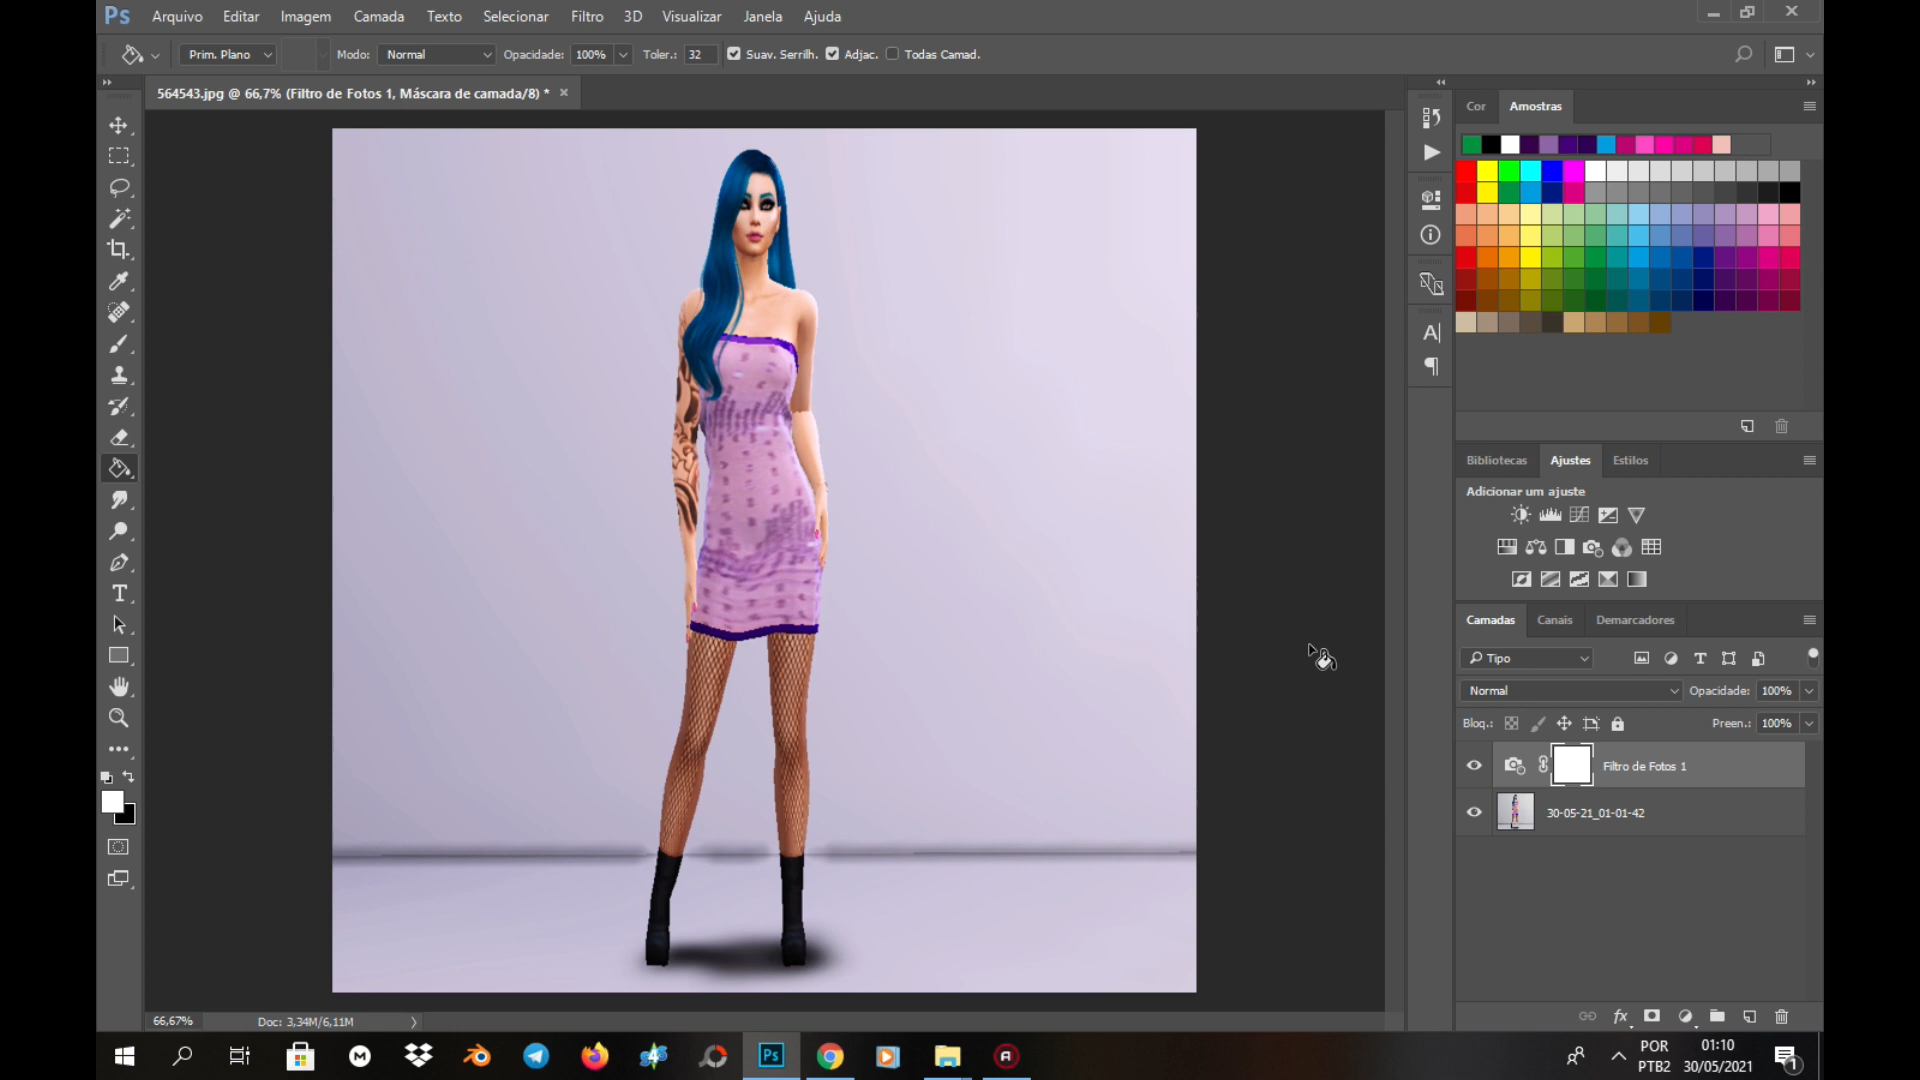 Ps Arquivo Editar Imagem Camada Texto Selecionar Filtro 3D Visualizar Janela Ajuda
Prim. Plano Modo: Normal Opacidade: 100% Toler.: 32 Suav. Serrilh. Adjac. Todas Camad.
564543.jpg @ 66,7% (Filtro de Fotos 1, Máscara de camada/8) *
Cor Amostras
Bibliotecas Ajustes Estilos
Adicionar um ajuste
Camadas Canais Demarcadores
Tipo
Normal Opacidade: 100%
Bloq.: Preen.: 100%
Filtro de Fotos 1
30-05-21_01-01-42
66,67% Doc: 3,34M/6,11M
Ps
POR 01:10
PTB2 30/05/2021
1